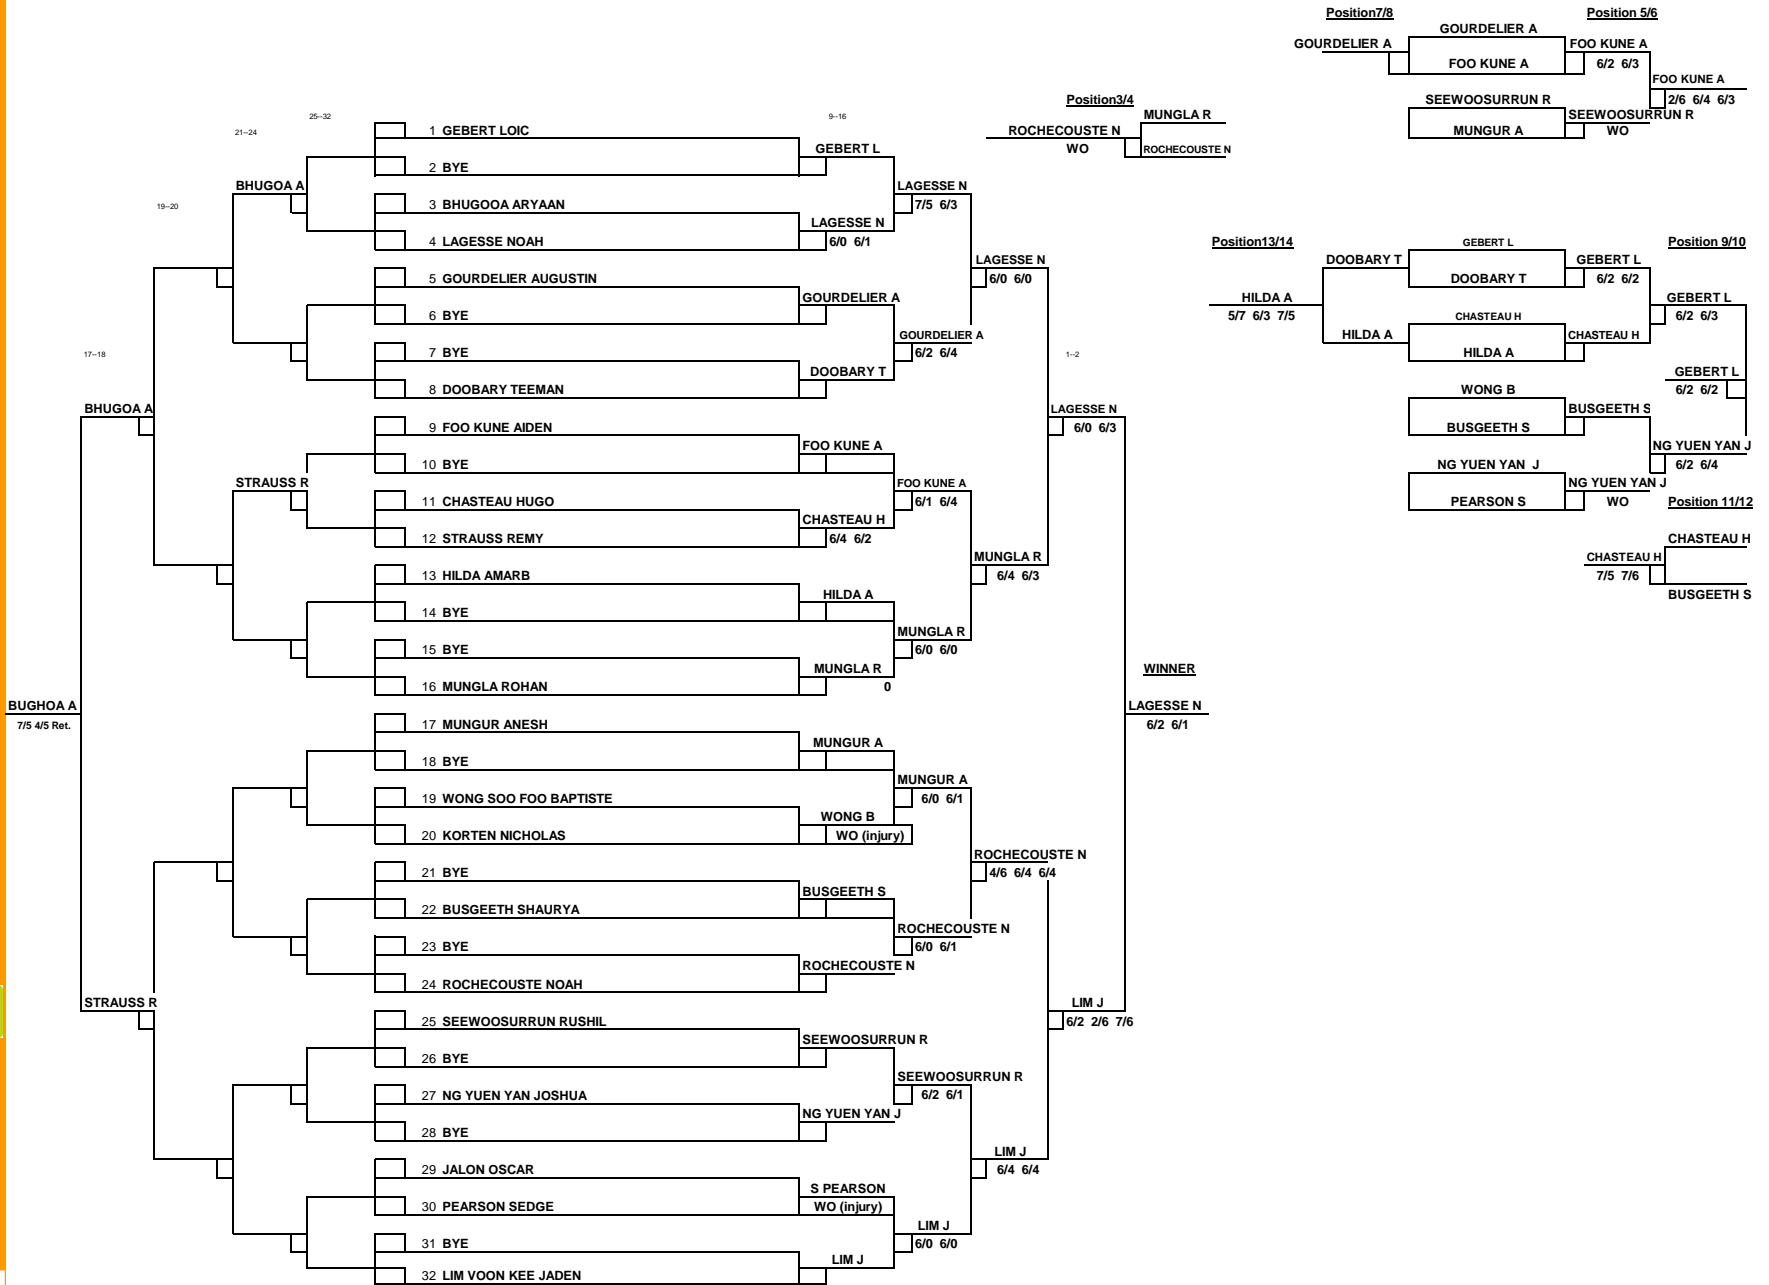 Position7/8
Position 5/6
GOURDELIER A
GOURDELIER A
FOO KUNE A
FOO KUNE A
6/2 6/3
FOO KUNE A
SEEWOOSURRUN R
2/6 6/4 6/3
SEEWOOSURRUN R
MUNGUR A
WO
Position3/4
MUNGLA R
ROCHECOUSTE N
WO
ROCHECOUSTE N
Position13/14
Position 9/10
GEBERT L
DOOBARY T
GEBERT L
DOOBARY T
6/2 6/2
HILDA A
GEBERT L
5/7 6/3 7/5
CHASTEAU H
6/2 6/3
HILDA A
CHASTEAU H
HILDA A
GEBERT L
WONG B
6/2 6/2
BUSGEETH S
BUSGEETH S
NG YUEN YAN J
NG YUEN YAN J
6/2 6/4
NG YUEN YAN J
PEARSON S
WO
Position 11/12
CHASTEAU H
CHASTEAU H
7/5 7/6
BUSGEETH S
17--18
19--20
21--24
25--32
9--16
1--2
BUGHOA A
7/5 4/5 Ret.
BHUGOA A
STRAUSS R
BHUGOA A
STRAUSS R
1 GEBERT LOIC
2 BYE
3 BHUGOOA ARYAAN
4 LAGESSE NOAH
5 GOURDELIER AUGUSTIN
6 BYE
7 BYE
8 DOOBARY TEEMAN
9 FOO KUNE AIDEN
10 BYE
11 CHASTEAU HUGO
12 STRAUSS REMY
13 HILDA AMARB
14 BYE
15 BYE
16 MUNGLA ROHAN
17 MUNGUR ANESH
18 BYE
19 WONG SOO FOO BAPTISTE
20 KORTEN NICHOLAS
21 BYE
22 BUSGEETH SHAURYA
23 BYE
24 ROCHECOUSTE NOAH
25 SEEWOOSURRUN RUSHIL
26 BYE
27 NG YUEN YAN JOSHUA
28 BYE
29 JALON OSCAR
30 PEARSON SEDGE
31 BYE
32 LIM VOON KEE JADEN
GEBERT L
LAGESSE N
6/0 6/1
GOURDELIER A
DOOBARY T
FOO KUNE A
CHASTEAU H
6/4 6/2
HILDA A
MUNGLA R
0
MUNGUR A
WONG B
WO (injury)
BUSGEETH S
ROCHECOUSTE N
SEEWOOSURRUN R
NG YUEN YAN J
S PEARSON
WO (injury)
LIM J
LAGESSE N
7/5 6/3
GOURDELIER A
6/2 6/4
FOO KUNE A
6/1 6/4
MUNGLA R
6/0 6/0
MUNGUR A
6/0 6/1
ROCHECOUSTE N
6/0 6/1
SEEWOOSURRUN R
6/2 6/1
LIM J
6/0 6/0
LAGESSE N
6/0 6/0
MUNGLA R
6/4 6/3
ROCHECOUSTE N
4/6 6/4 6/4
LIM J
6/4 6/4
LAGESSE N
6/0 6/3
LIM J
6/2 2/6 7/6
WINNER
LAGESSE N
6/2 6/1